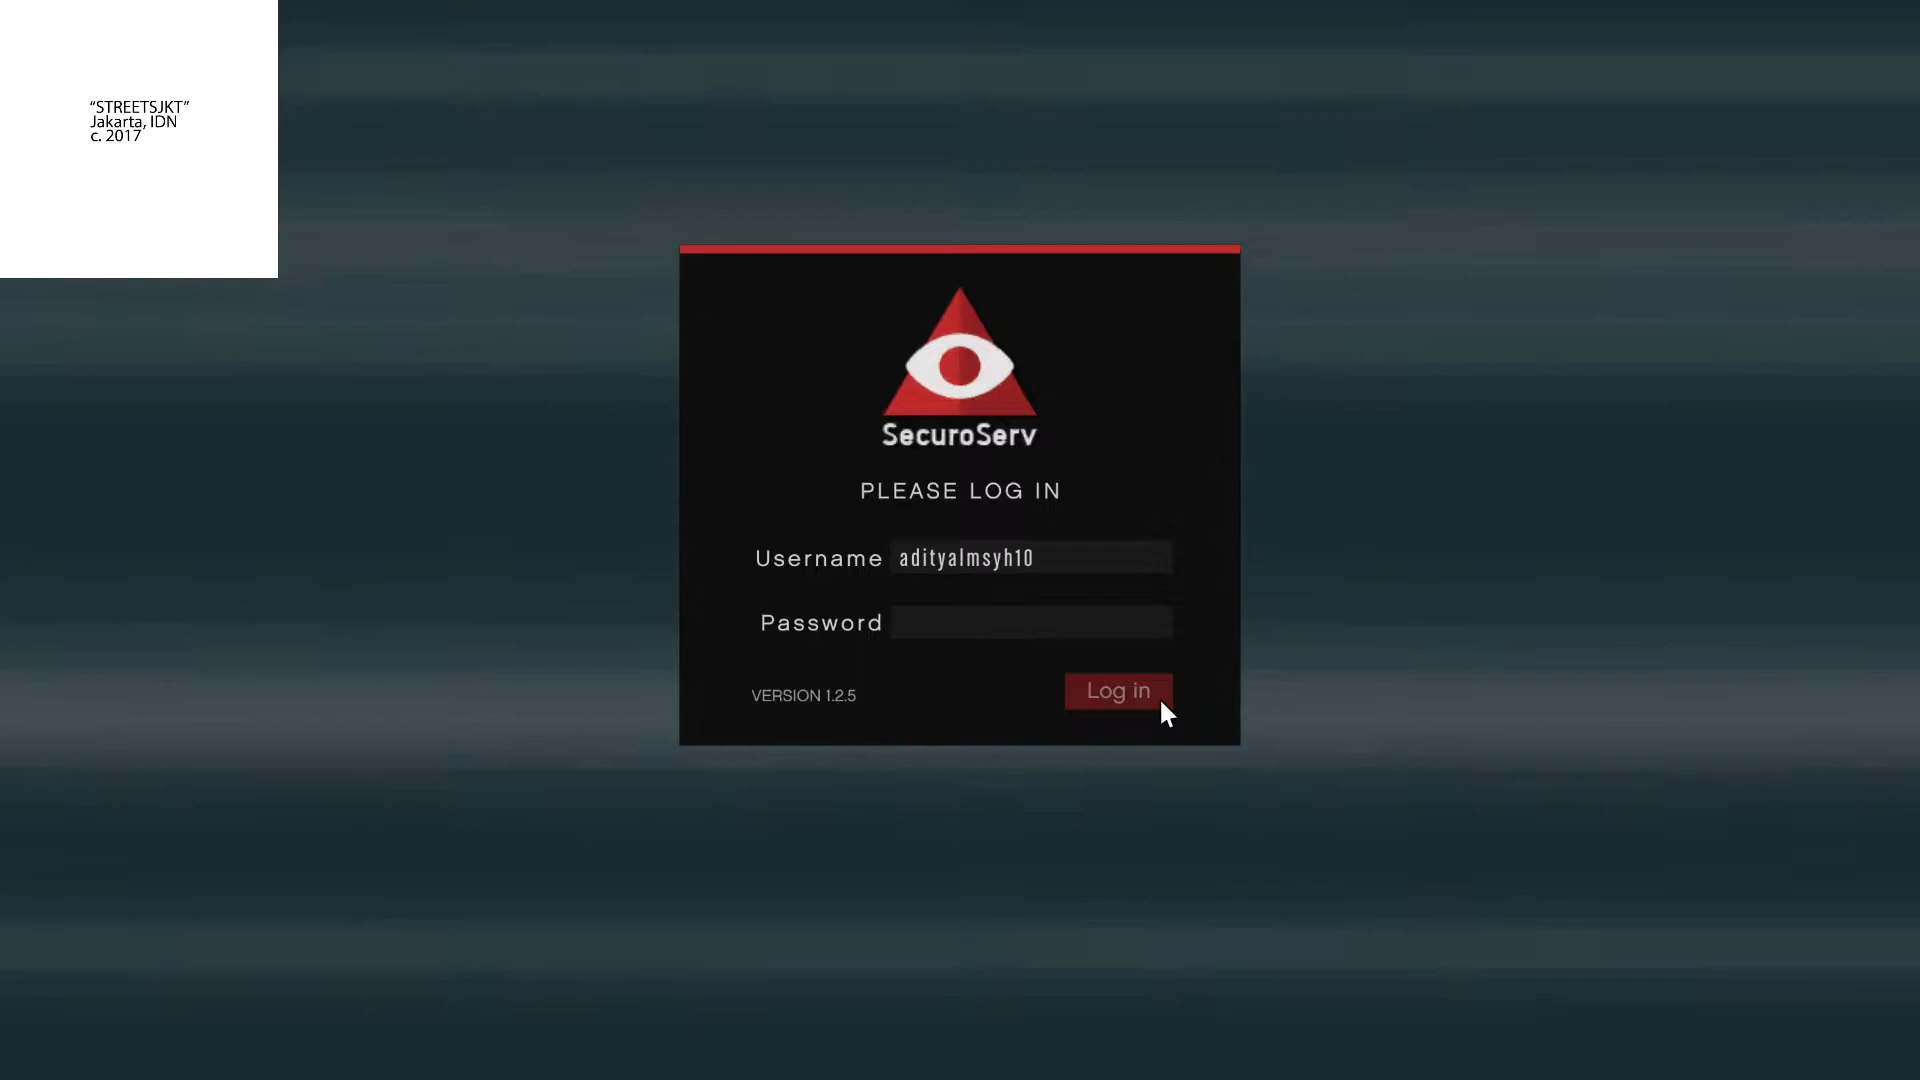 “STREETSJKT”
Jakarta, IDN
c. 2017
SecuroServ
PLEASE LOG IN
Username adityalmsyh10
Password
VERSION 1.2.5
Log in